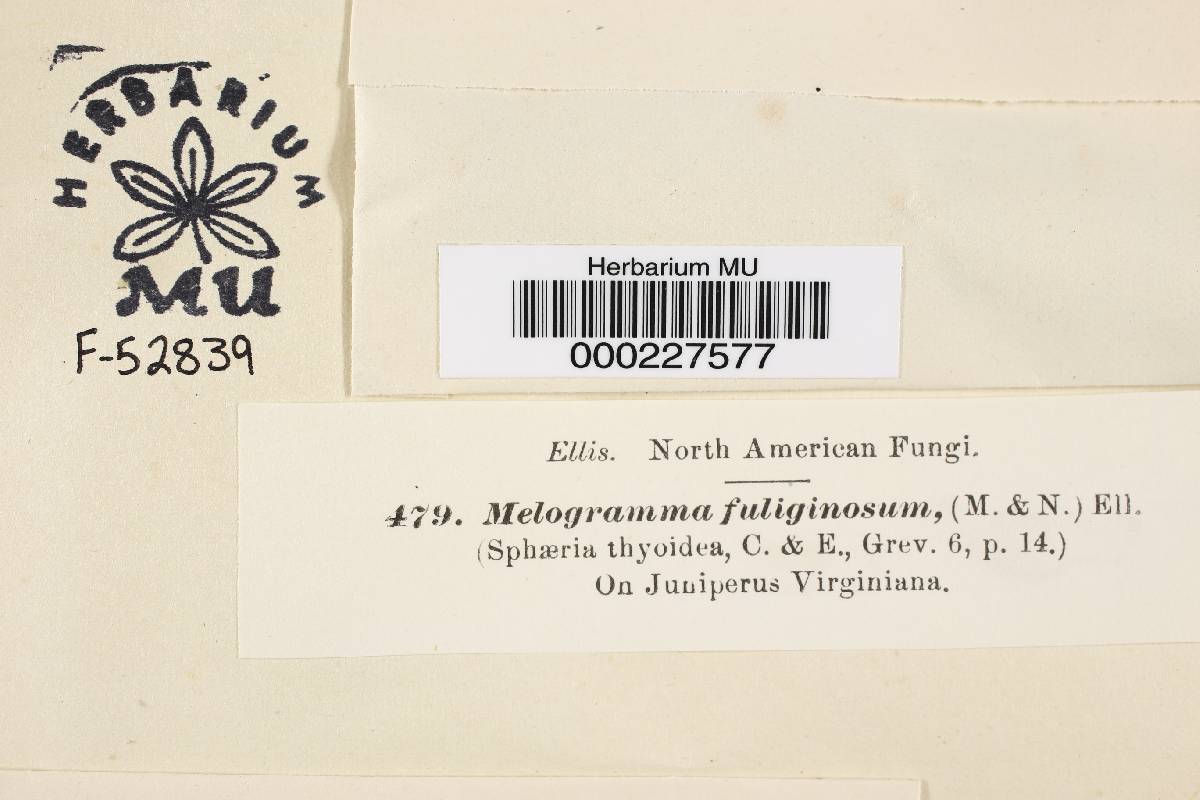 HERBARIUM
MU
F-52839
Herbarium MU
000227577
Ellis. North American Fungi.
479. Melogramma fuliginosum, (M. & N.) Ell.
(Sphæria thyoidea, C. & E., Grev. 6, p. 14.)
On Juniperus Virginiana.